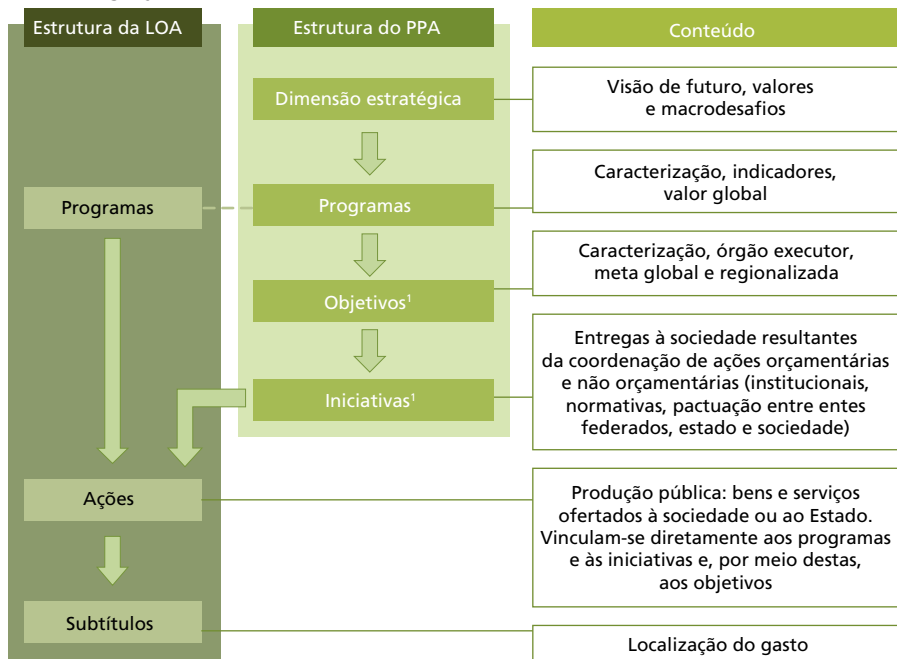 Estrutura da LOA
Estrutura do PPA
Conteúdo
Dimensão estratégica
Visão de futuro, valores
e macrodesafios
Programas
Programas
Caracterização, indicadores,
valor global
Objetivos¹
Caracterização, órgão executor,
meta global e regionalizada
Iniciativas¹
Entregas à sociedade resultantes
da coordenação de ações orçamentárias
e não orçamentárias (institucionais,
normativas, pactuação entre entes
federados, estado e sociedade)
Ações
Produção pública: bens e serviços
ofertados à sociedade ou ao Estado.
Vinculam-se diretamente aos programas
e às iniciativas e, por meio destas,
aos objetivos
Subtítulos
Localização do gasto